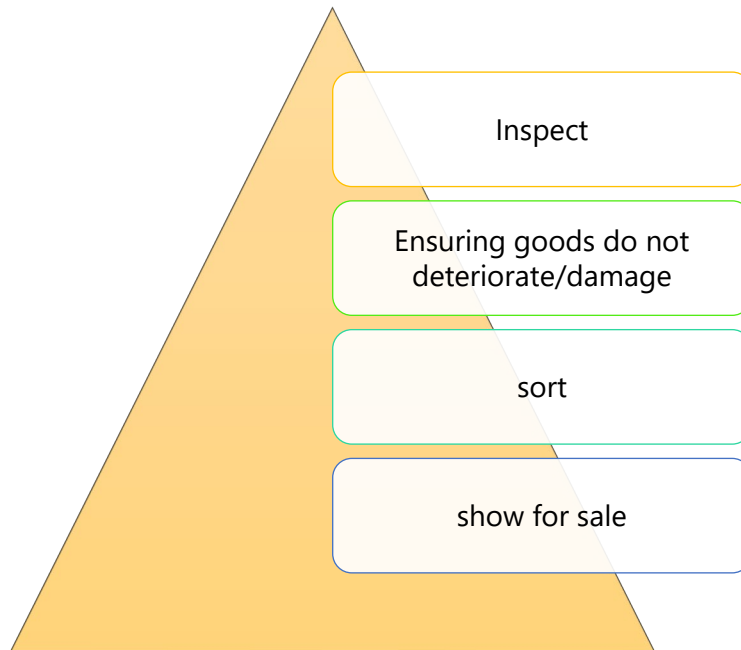 Inspect
Ensuring goods do not
deteriorate/damage
sort
show for sale